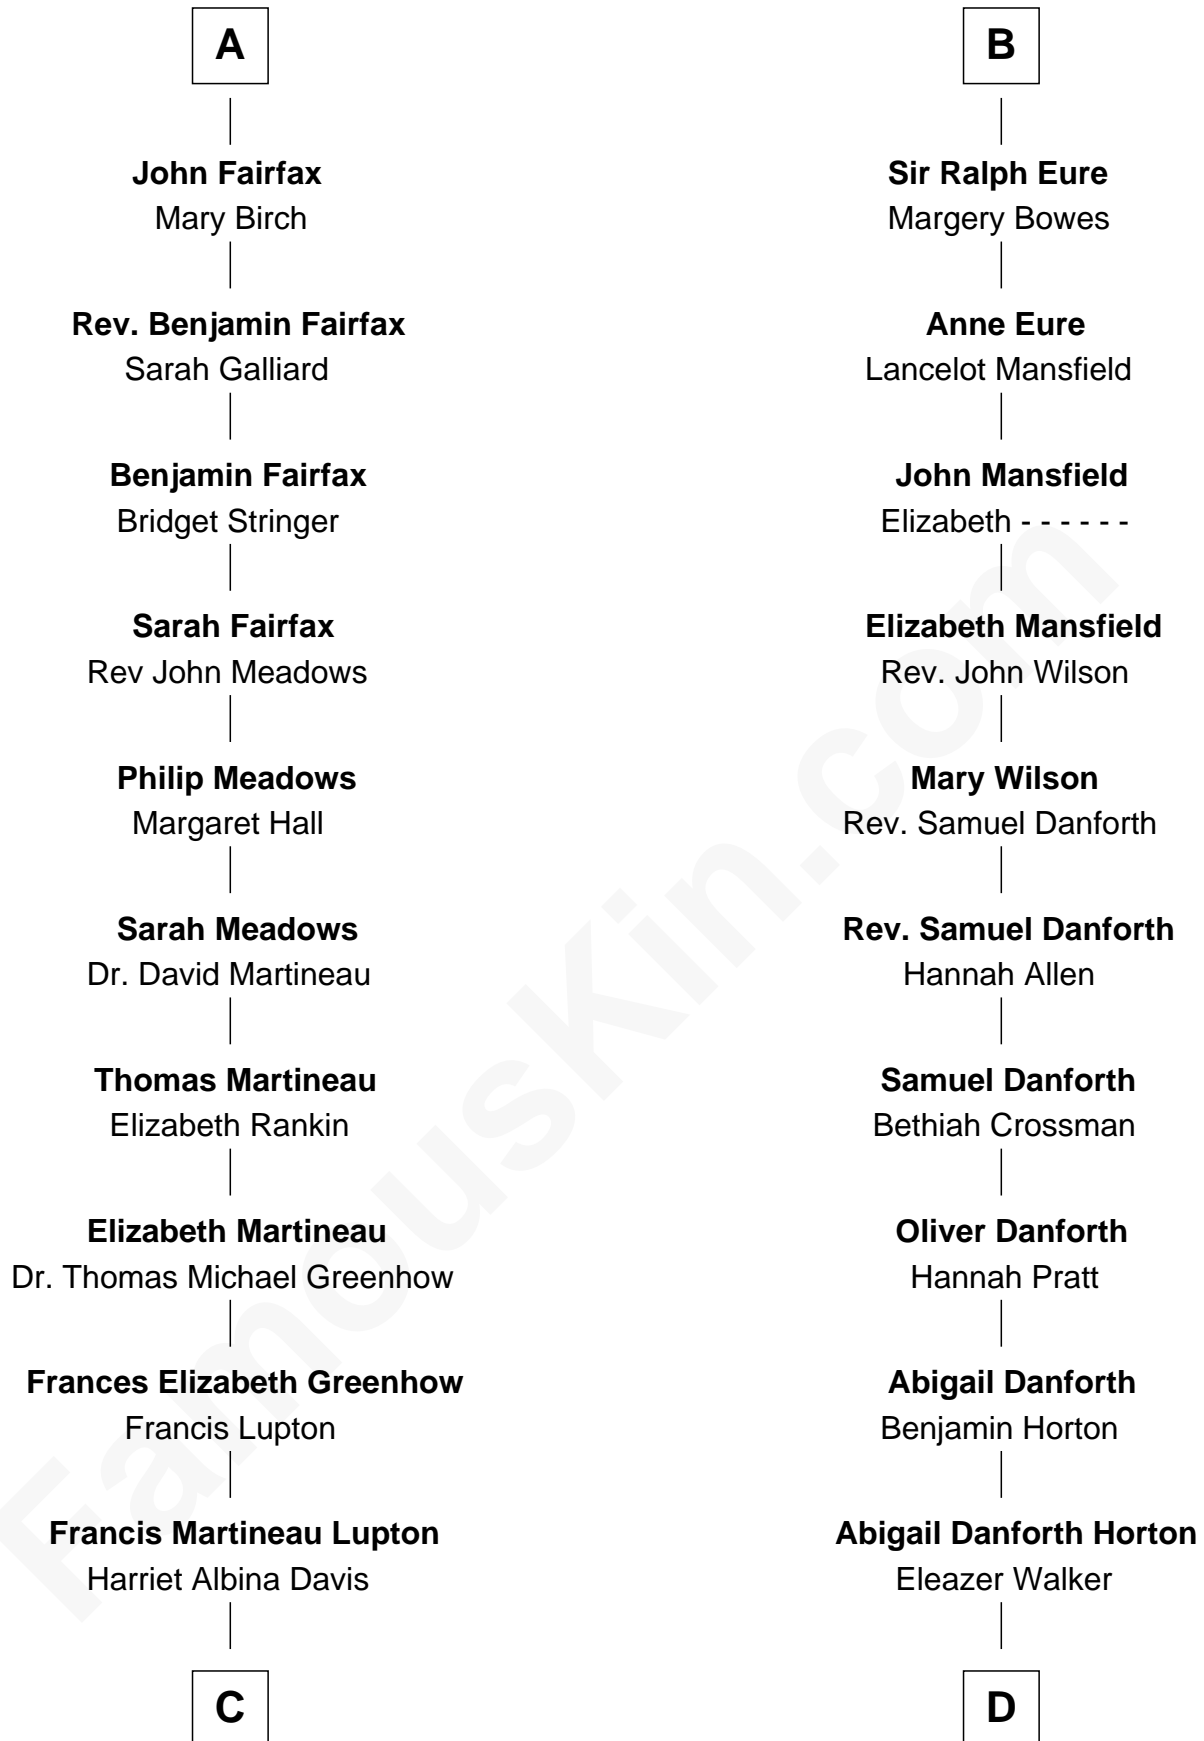 A
John Fairfax
Mary Birch
Rev. Benjamin Fairfax
Sarah Galliard
Benjamin Fairfax
Bridget Stringer
Sarah Fairfax
Rev John Meadows
Philip Meadows
Margaret Hall
Sarah Meadows
Dr. David Martineau
Thomas Martineau
Elizabeth Rankin
Elizabeth Martineau
Dr. Thomas Michael Greenhow
Frances Elizabeth Greenhow
Francis Lupton
Francis Martineau Lupton
Harriet Albina Davis
C
B
Sir Ralph Eure
Margery Bowes
Anne Eure
Lancelot Mansfield
John Mansfield
Elizabeth - - - - - -
Elizabeth Mansfield
Rev. John Wilson
Mary Wilson
Rev. Samuel Danforth
Rev. Samuel Danforth
Hannah Allen
Samuel Danforth
Bethiah Crossman
Oliver Danforth
Hannah Pratt
Abigail Danforth
Benjamin Horton
Abigail Danforth Horton
Eleazer Walker
D
FamousKin.com